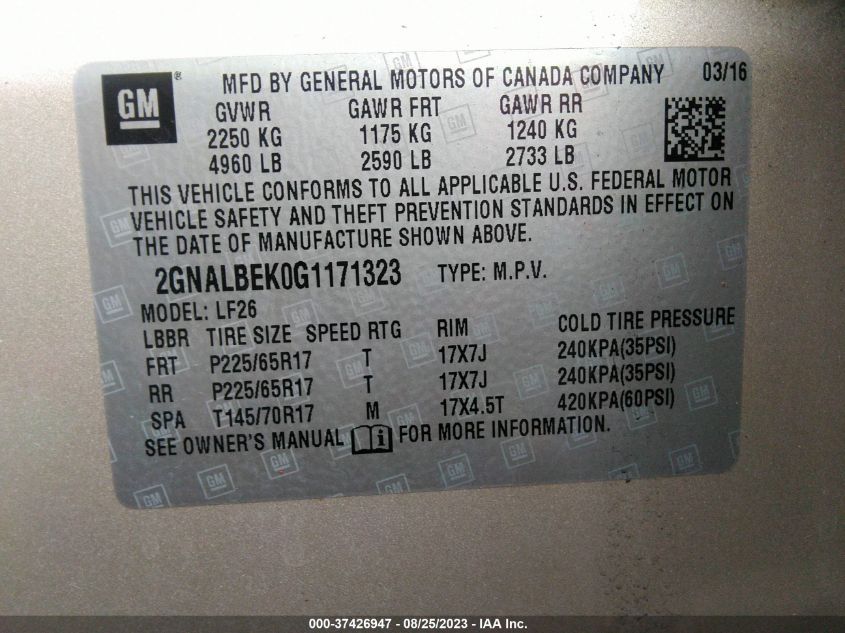 GM ® MFD BY GENERAL MOTORS OF CANADA COMPANY 03/16
GVWR GAWR FRT GAWR RR
2250 KG 1175 KG 1240 KG
4960 LB 2590 LB 2733 LB
THIS VEHICLE CONFORMS TO ALL APPLICABLE U.S. FEDERAL MOTOR
VEHICLE SAFETY AND THEFT PREVENTION STANDARDS IN EFFECT ON
THE DATE OF MANUFACTURE SHOWN ABOVE.
2GNALBEK0G1171323 TYPE: M.P.V.
MODEL: LF26
LBBR TIRE SIZE SPEED RTG RIM COLD TIRE PRESSURE
FRT P225/65R17 T 17X7J 240KPA(35PSI)
RR P225/65R17 T 17X7J 240KPA(35PSI)
SPA T145/70R17 M 17X4.5T 420KPA(60PSI)
SEE OWNER'S MANUAL i FOR MORE INFORMATION.
000-37426947 - 08/25/2023 - IAA Inc.